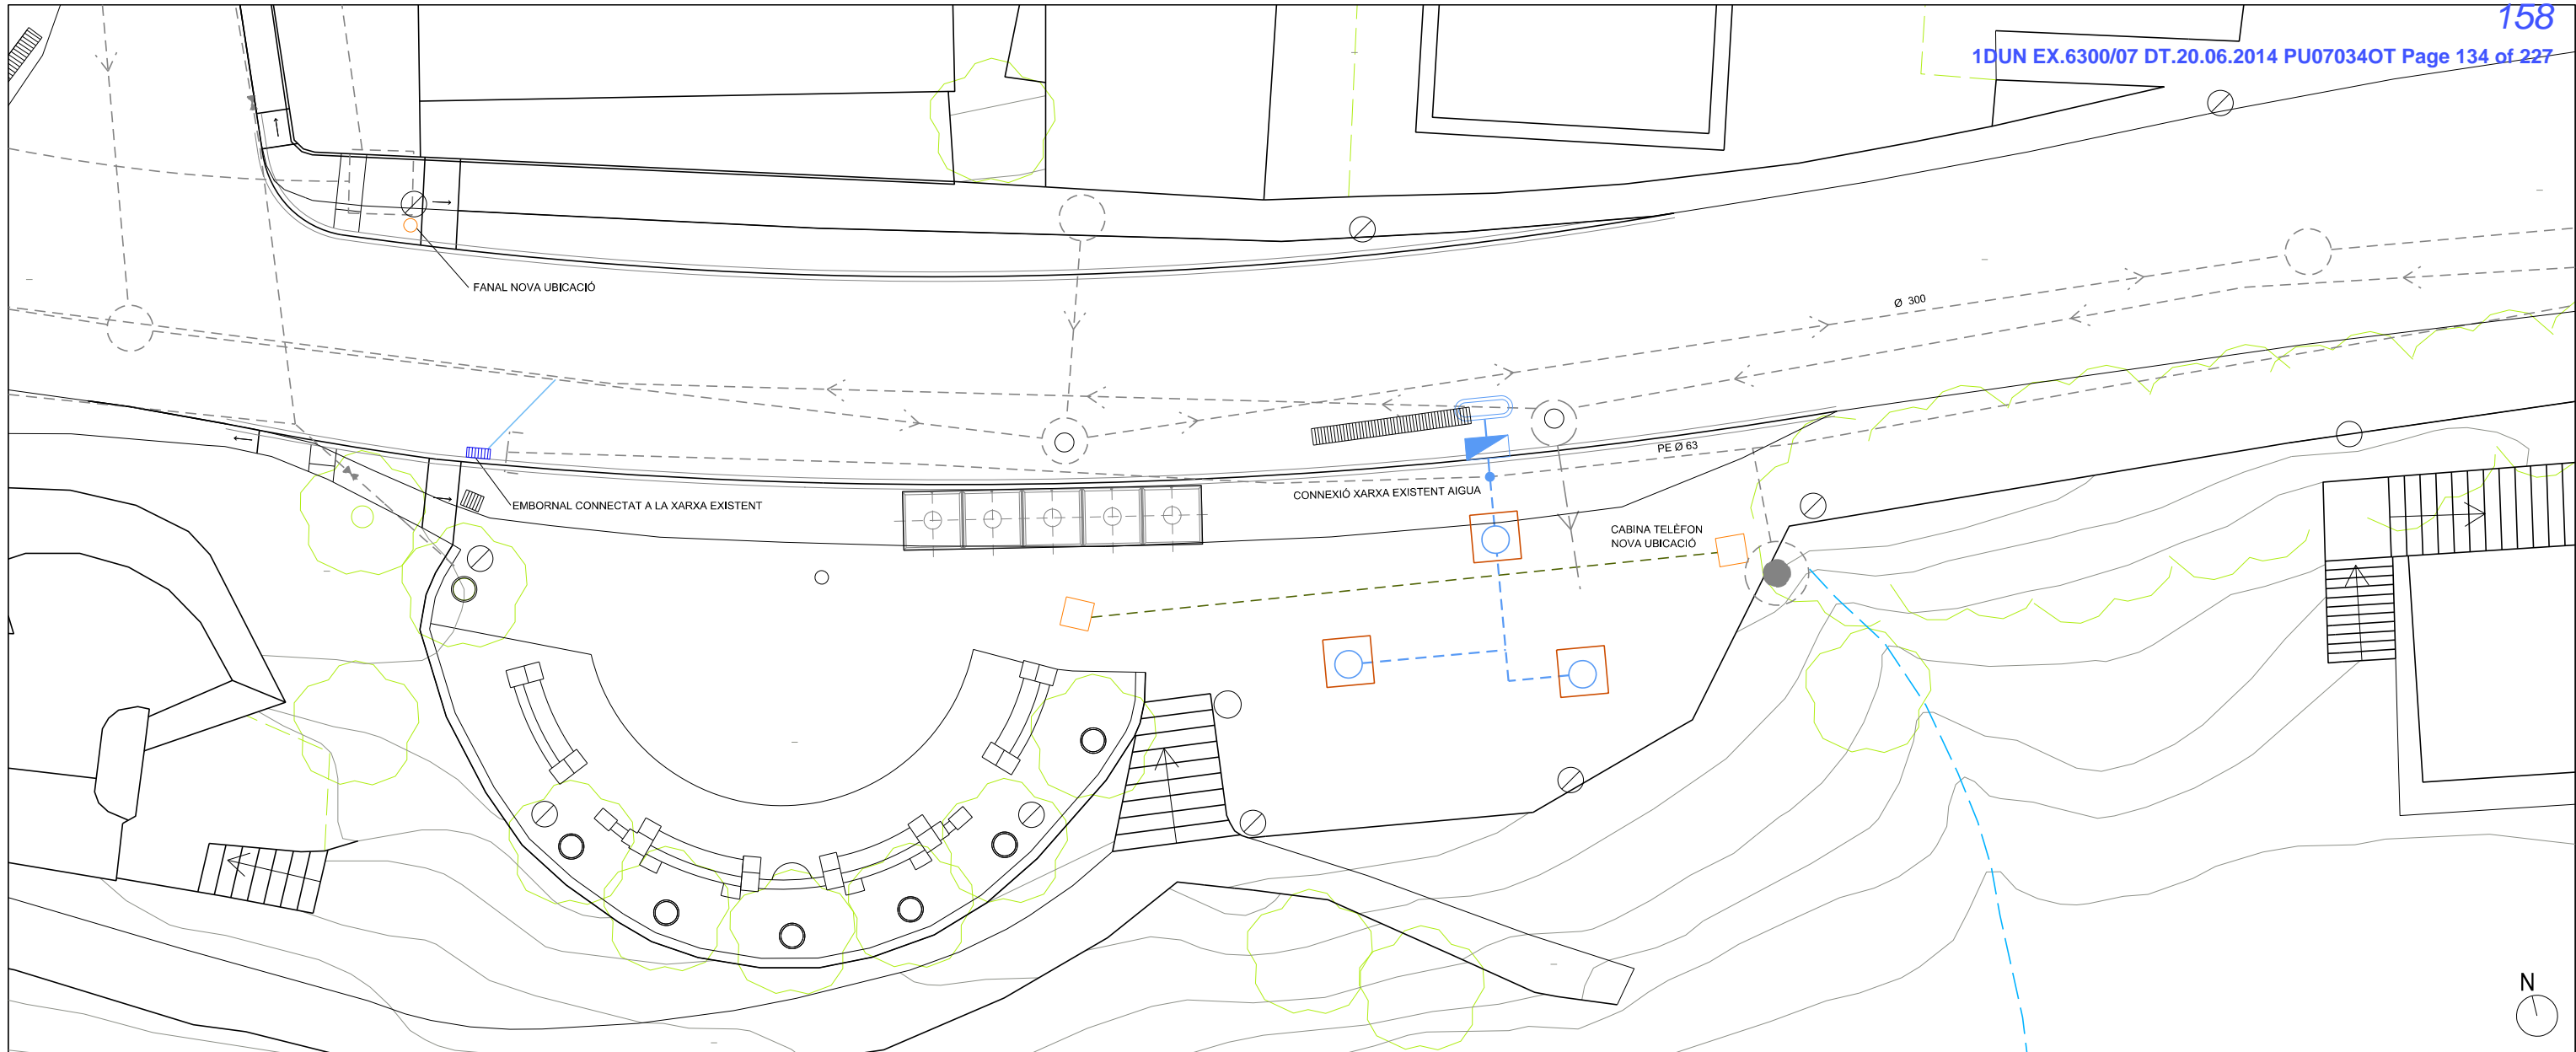 158
1DUN EX.6300/07 DT.20.06.2014 PU07034OT Page 134 of 227
FANAL NOVA UBICACIÓ
Ø 300
PE Ø 63
CONNEXIÓ XARXA EXISTENT AIGUA
EMBORNAL CONNECTAT A LA XARXA EXISTENT
CABINA TELÈFON
NOVA UBICACIÓ
N